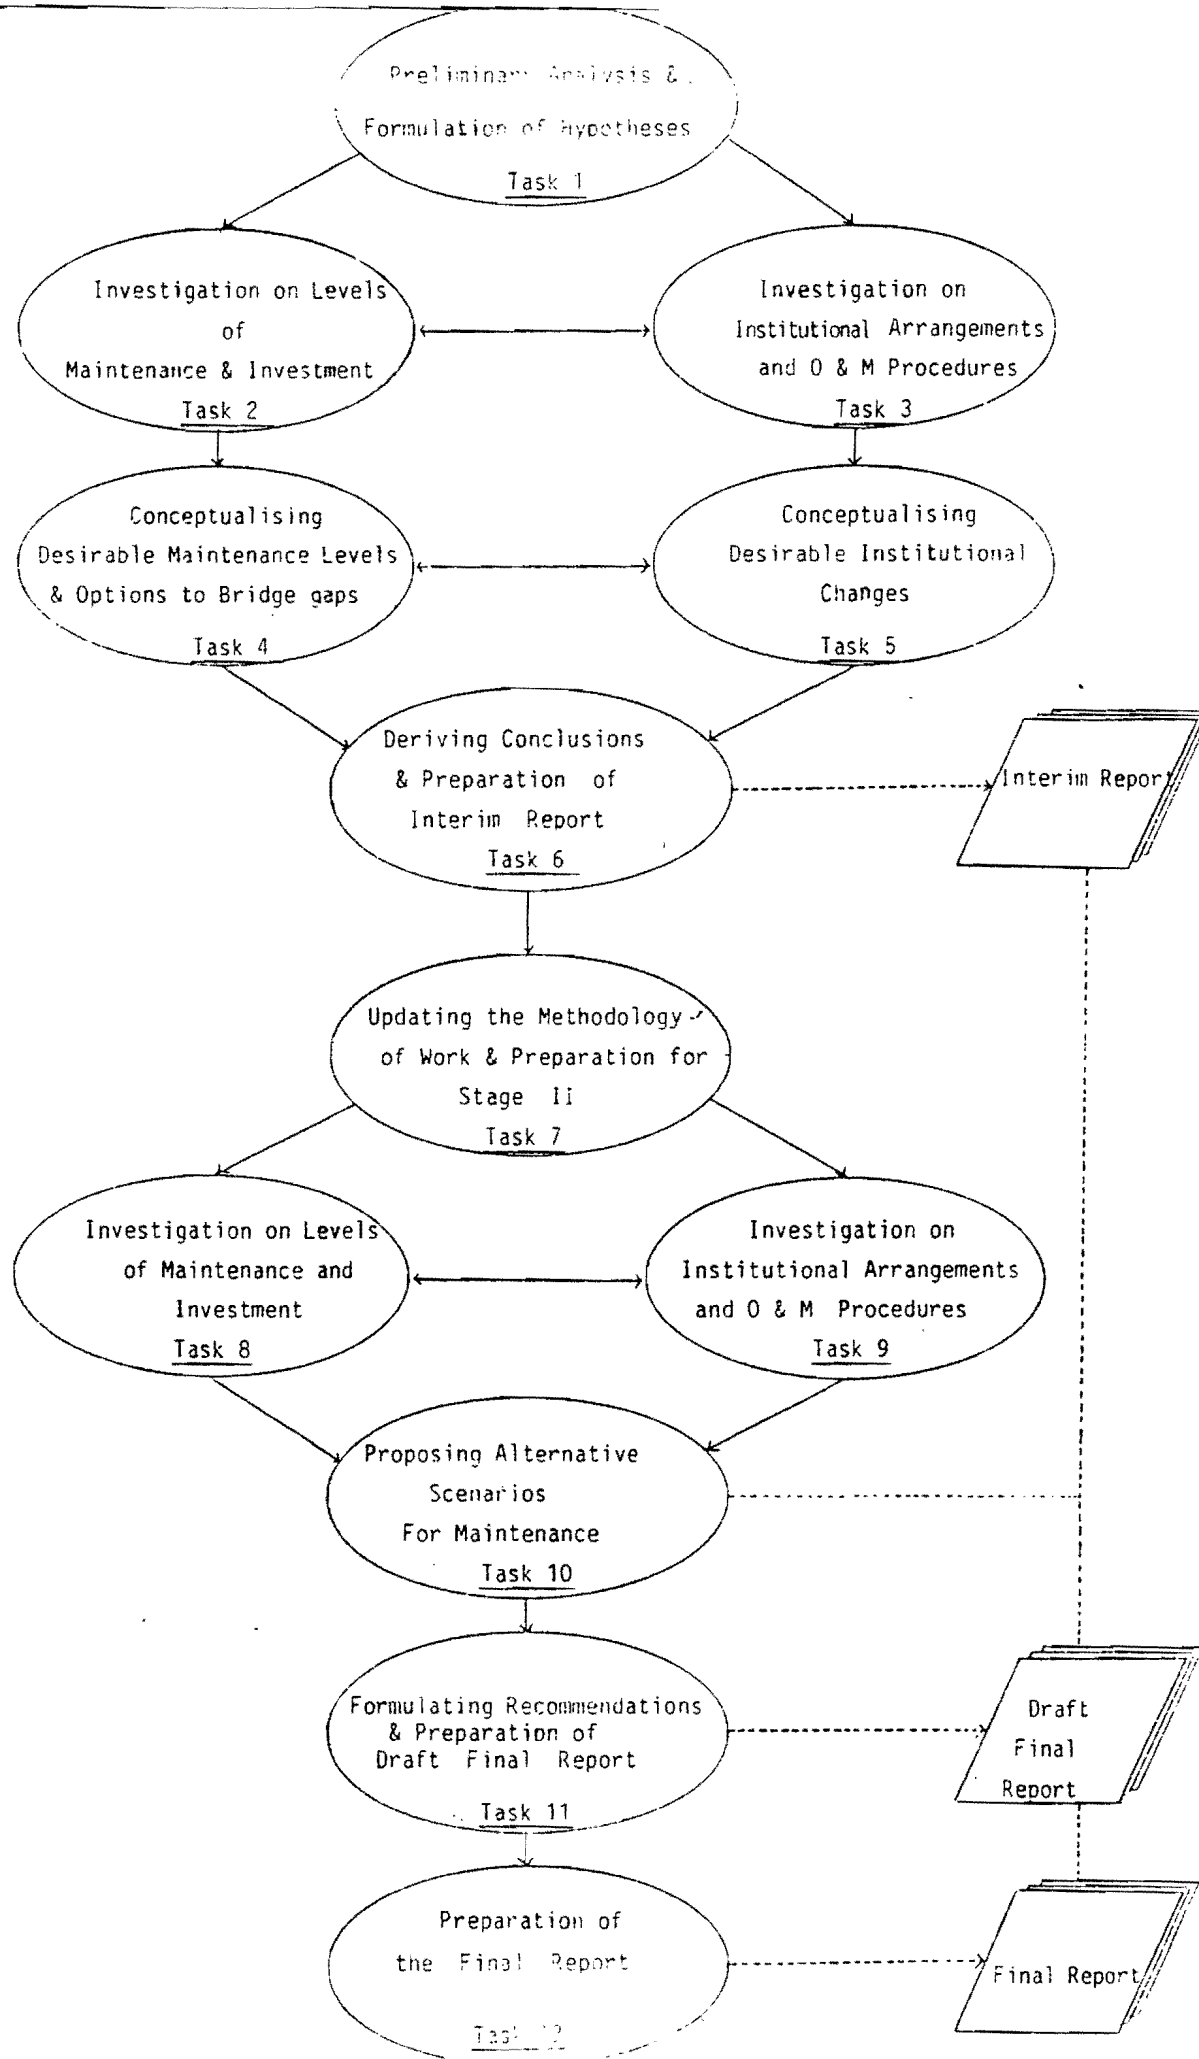 Preliminary Analysis &
Formulation of Hypotheses
Task 1
Investigation on Levels
of
Maintenance & Investment
Task 2
Investigation on
Institutional Arrangements
and O & M Procedures
Task 3
Conceptualising
Desirable Maintenance Levels
& Options to Bridge gaps
Task 4
Conceptualising
Desirable Institutional
Changes
Task 5
Deriving Conclusions
& Preparation of
Interim Report
Task 6
Interim Report
Updating the Methodology
of Work & Preparation for
Stage Ii
Task 7
Investigation on Levels
of Maintenance and
Investment
Task 8
Investigation on
Institutional Arrangements
and O & M Procedures
Task 9
Proposing Alternative
Scenarios
For Maintenance
Task 10
Formulating Recommendations
& Preparation of
Draft Final Report
Task 11
Draft
Final
Report
Preparation of
the Final Report
Task 12
Final Report